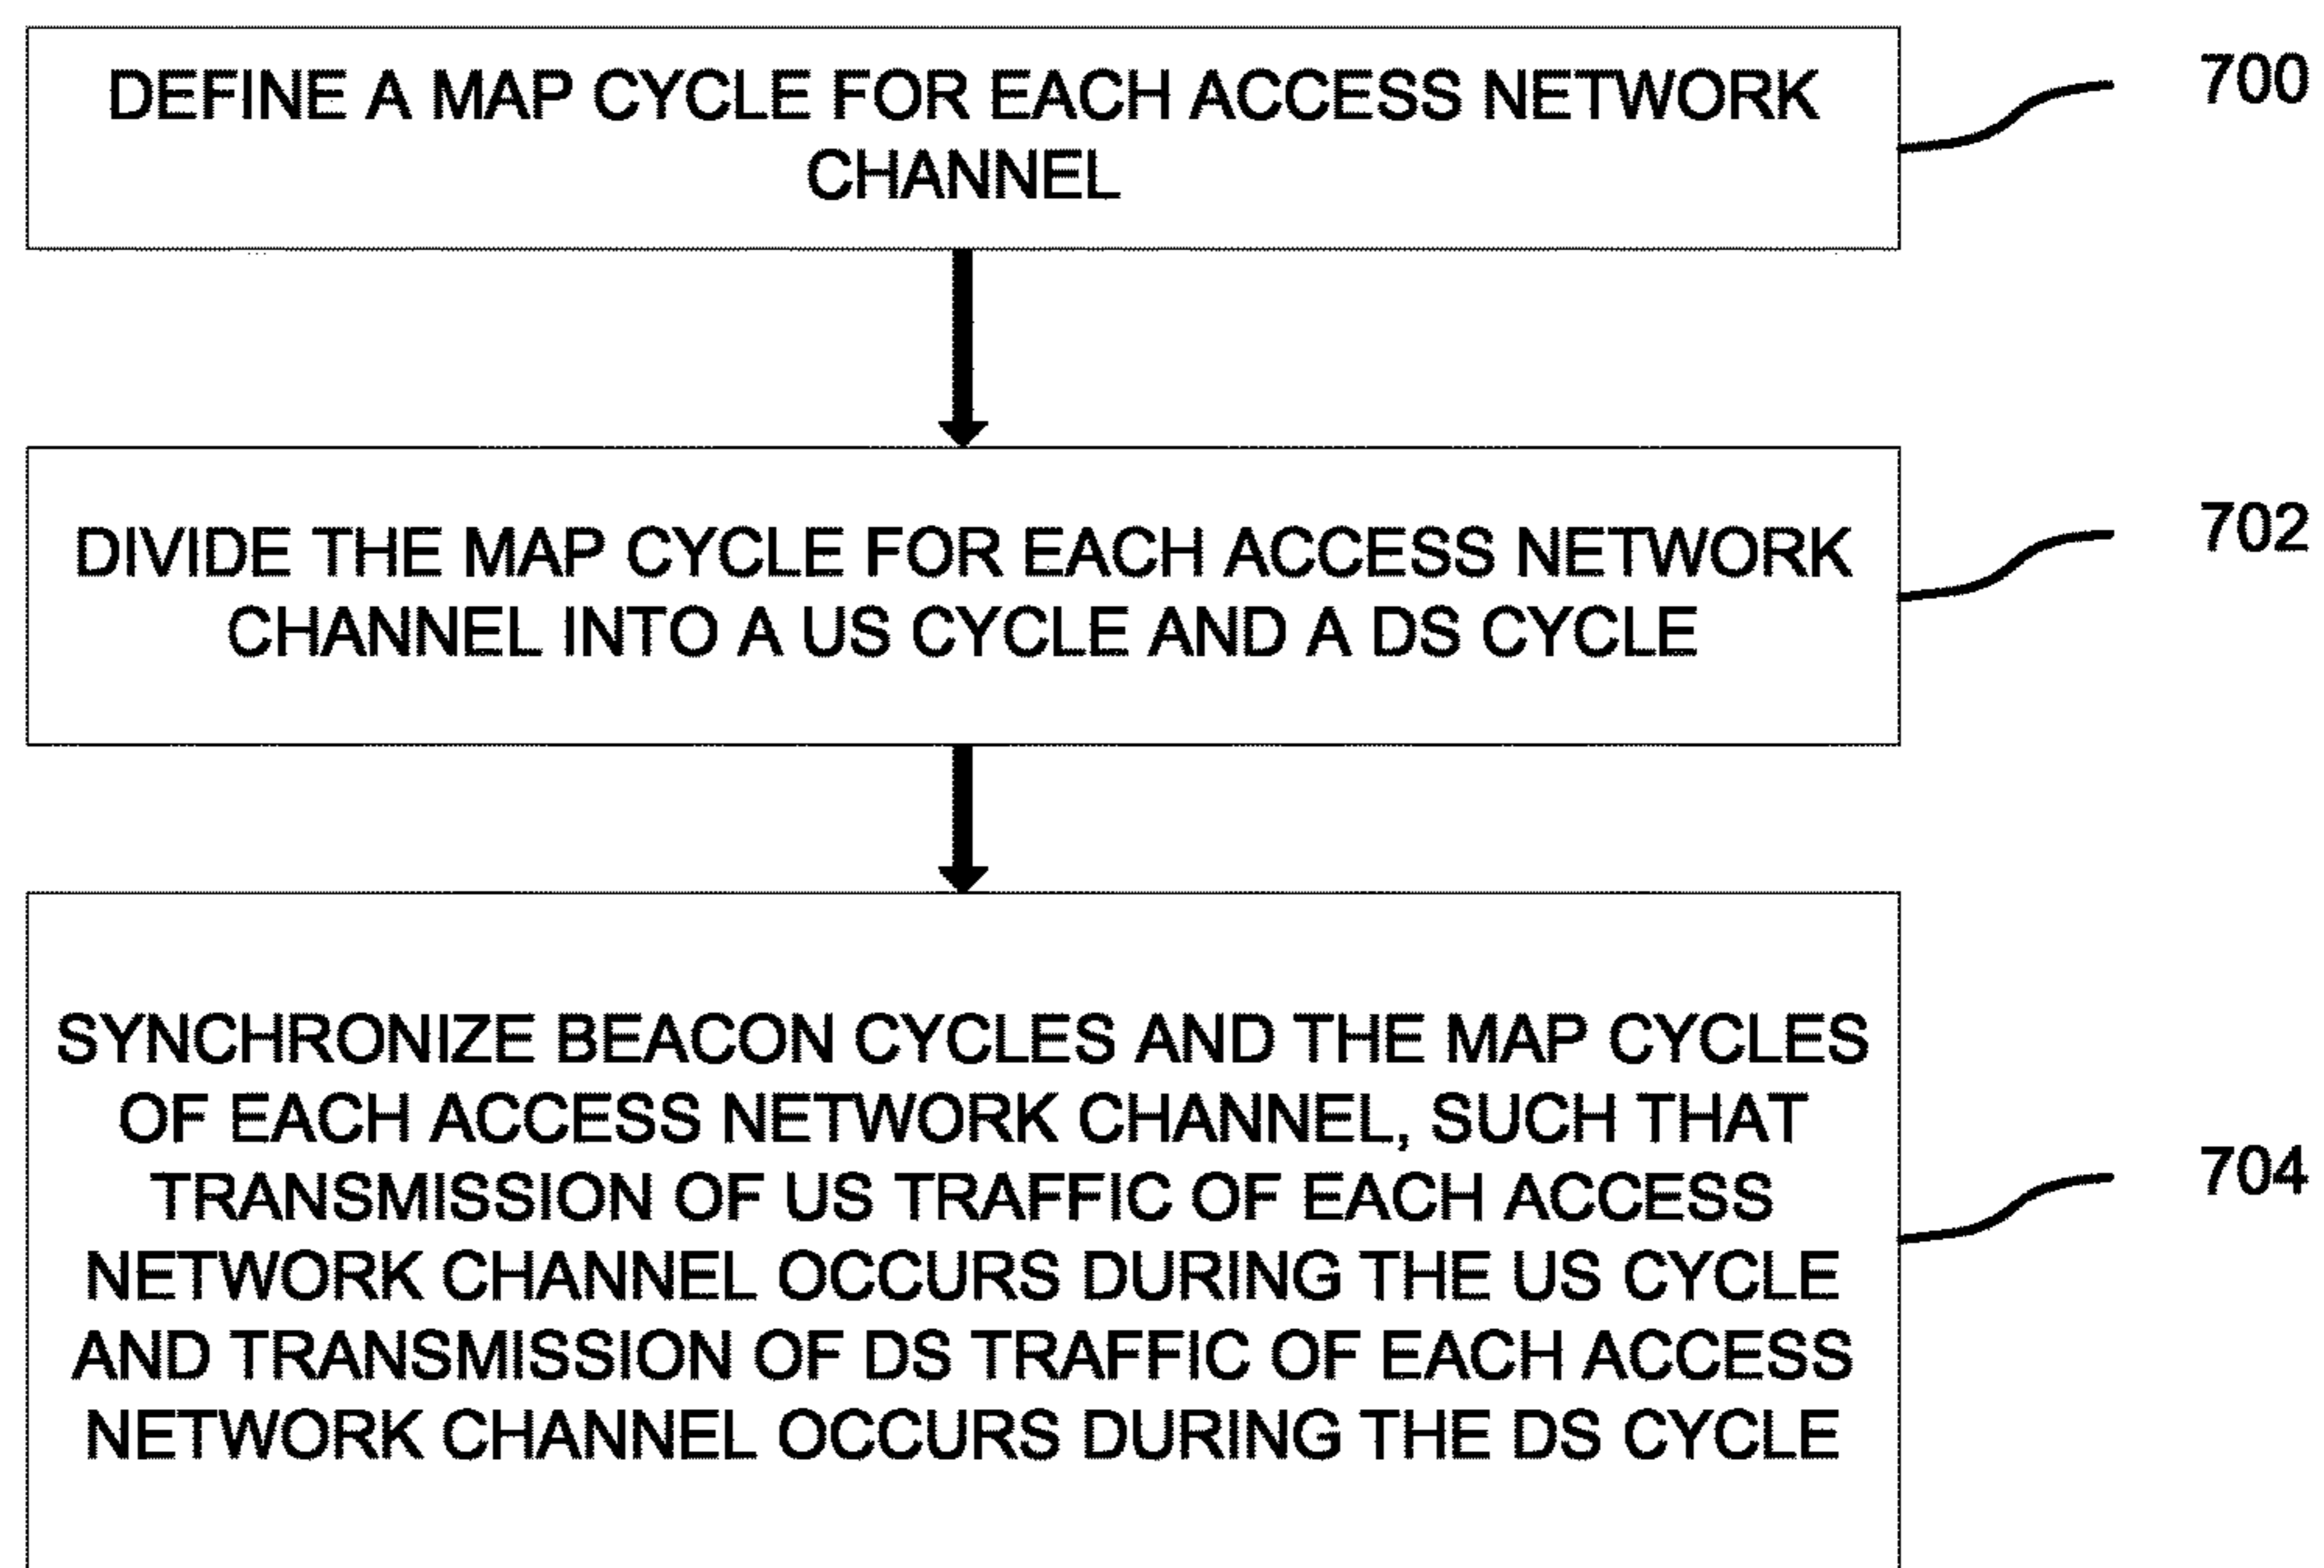 DEFINE A MAP CYCLE FOR EACH ACCESS NETWORK
CHANNEL
700
DIVIDE THE MAP CYCLE FOR EACH ACCESS NETWORK
CHANNEL INTO A US CYCLE AND A DS CYCLE
702
SYNCHRONIZE BEACON CYCLES AND THE MAP CYCLES
OF EACH ACCESS NETWORK CHANNEL, SUCH THAT
TRANSMISSION OF US TRAFFIC OF EACH ACCESS
NETWORK CHANNEL OCCURS DURING THE US CYCLE
AND TRANSMISSION OF DS TRAFFIC OF EACH ACCESS
NETWORK CHANNEL OCCURS DURING THE DS CYCLE
704